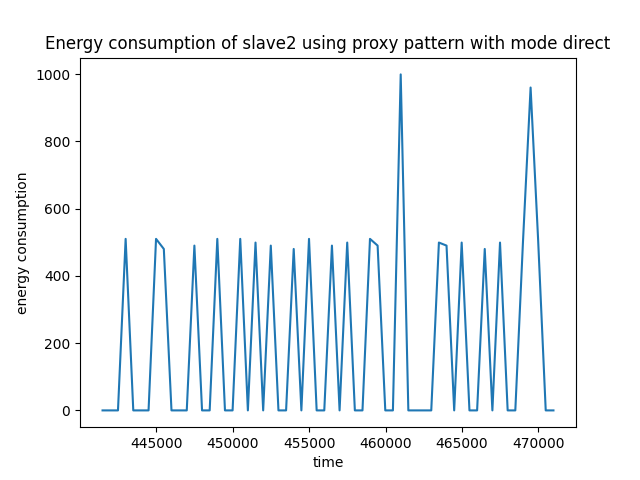 Energy consumption of slave2 using proxy pattern with mode direct
1000
800
600
400
200
0
energy consumption
445000 450000 455000 460000 465000 470000
time